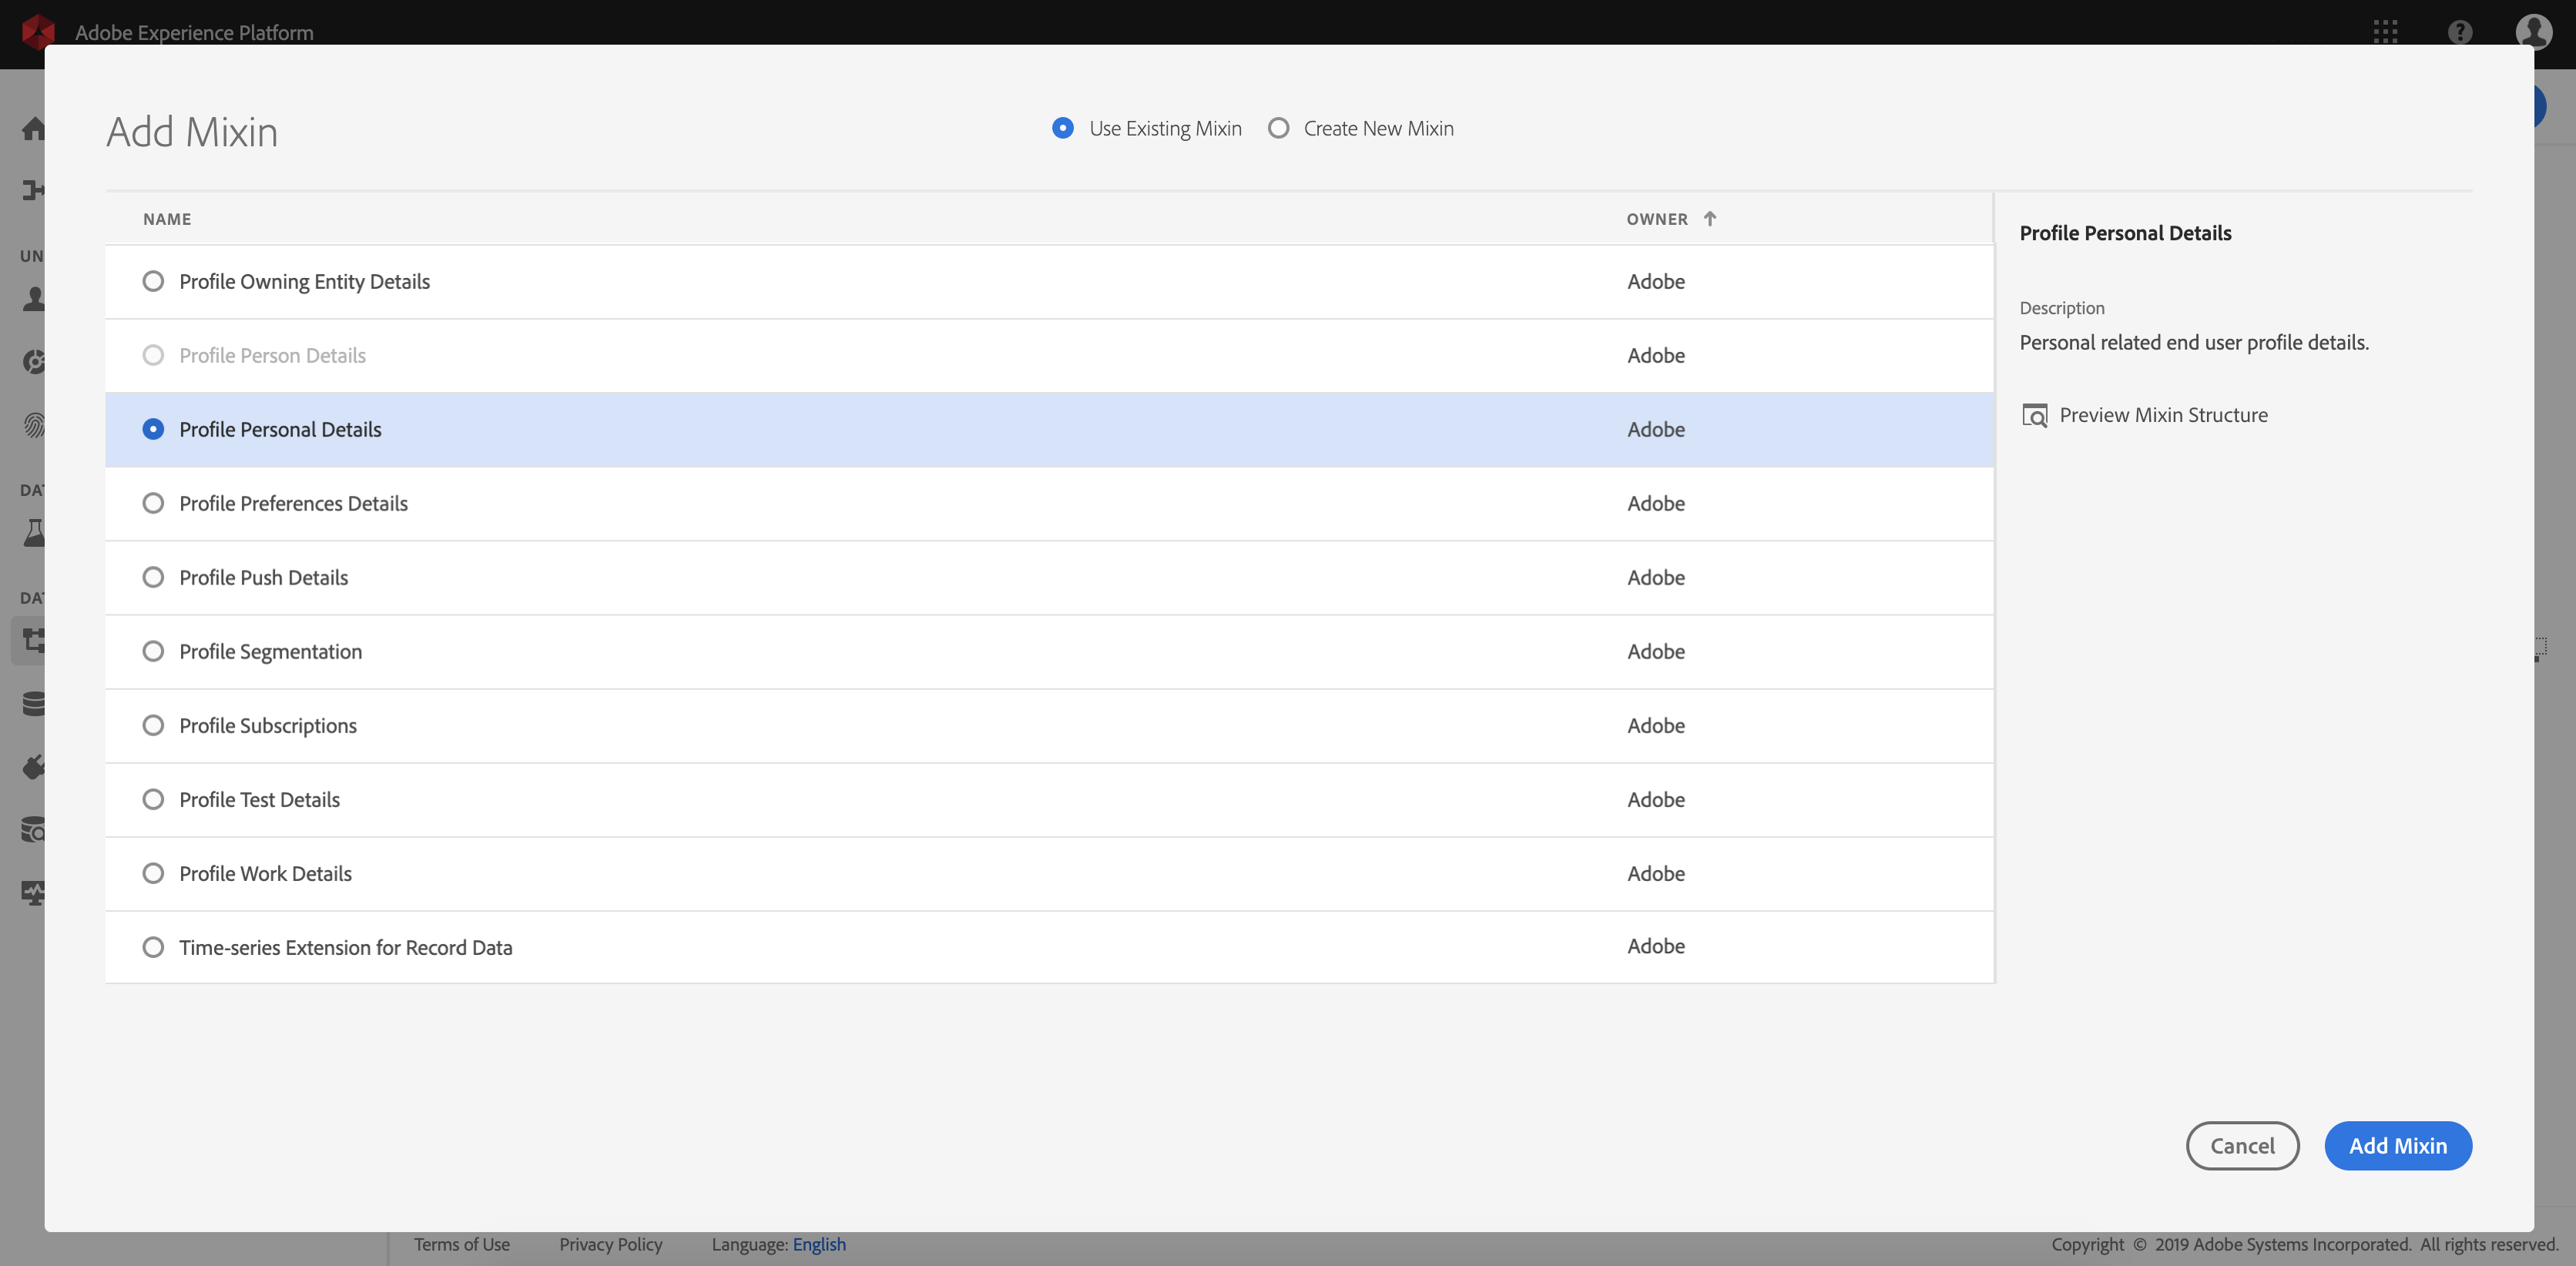 Adobe Experience Platform
?
Add Mixin
Use Existing Mixin
Create New Mixin
UN
DAT
DAT
NAME
OWNER
Profile Owning Entity Details
Adobe
Profile Person Details
Adobe
Profile Personal Details
Adobe
Profile Preferences Details
Adobe
Profile Push Details
Adobe
Profile Segmentation
Adobe
Profile Subscriptions
Adobe
Profile Test Details
Adobe
Profile Work Details
Adobe
Time-series Extension for Record Data
Adobe
Profile Personal Details
Description
Personal related end user profile details.
Preview Mixin Structure
Cancel
Add Mixin
Terms of Use
Privacy Policy
Language: English
Copyright © 2019 Adobe Systems Incorporated. All rights reserved.